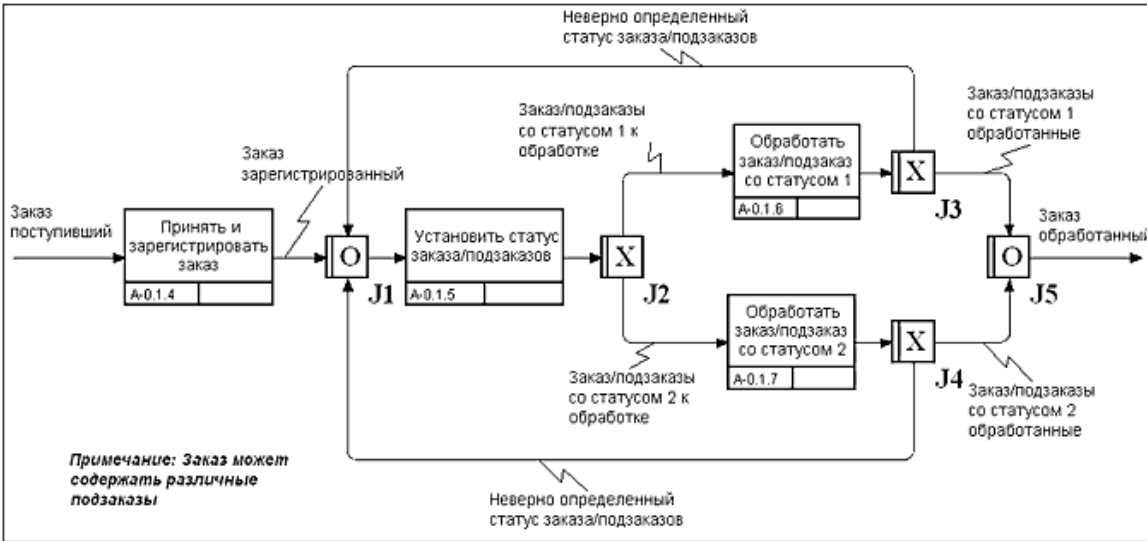 Неверно определенный
статус заказа/подзаказов
Заказ/подзаказы
со статусом 1 к
обработке
Заказ/подзаказы
со статусом 1
обработанные
Заказ
зарегистрированный
Обработать
заказ/подзаказ
со статусом 1
А-0.1.6
X
J3
Заказ
поступивший
Принять и
зарегистрировать
заказ
А-0.1.4
O
J1
Установить статус
заказа/подзаказов
А-0.1.5
X
J2
O
J5
Заказ
обработанный
Обработать
заказ/подзаказ
со статусом 2
А-0.1.7
X
J4
Заказ/подзаказы
со статусом 2 к
обработке
Заказ/подзаказы
со статусом 2
обработанные
Примечание: Заказ может
содержать различные
подзаказы
Неверно определенный
статус заказа/подзаказов